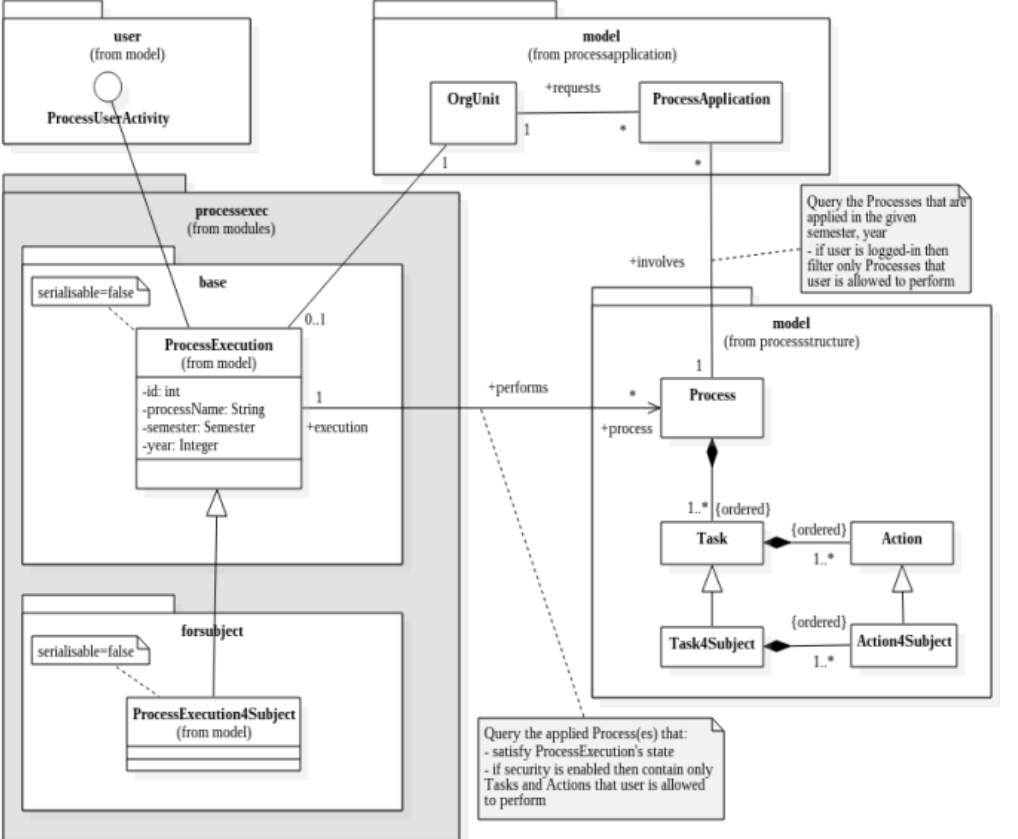 user
(from model)
ProcessUserActivity
model
(from processapplication)
OrgUnit
+requests
ProcessApplication
1
*
1
*
processexec
(from modules)
Query the Processes that are
applied in the given
semester, year
- if user is logged-in then
filter only Processes that
user is allowed to perform
+involves
base
serialisable=false
0..1
ProcessExecution
(from model)
-id: int
-processName: String
-semester: Semester
-year: Integer
1
+execution
+performs
*
+process
model
(from processstructure)
1
Process
1..*
{ordered}
Task
{ordered}
1..*
Action
Task4Subject
{ordered}
1..*
Action4Subject
forsubject
serialisable=false
ProcessExecution4Subject
(from model)
Query the applied Process(es) that:
- satisfy ProcessExecution's state
- if security is enabled then contain only
Tasks and Actions that user is allowed
to perform